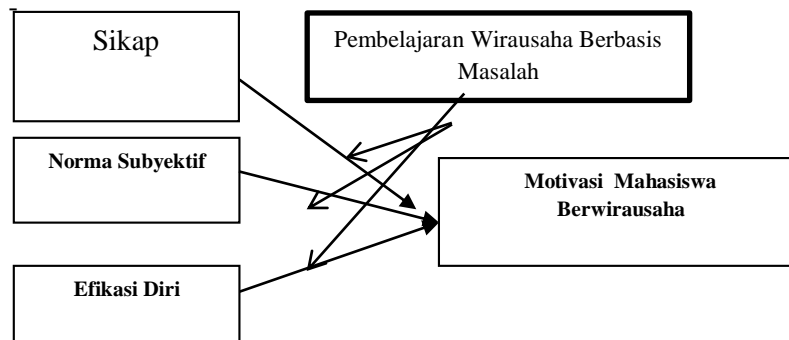 Sikap
Pembelajaran Wirausaha Berbasis
Masalah
Norma Subyektif
Motivasi Mahasiswa
Berwirausaha
Efikasi Diri